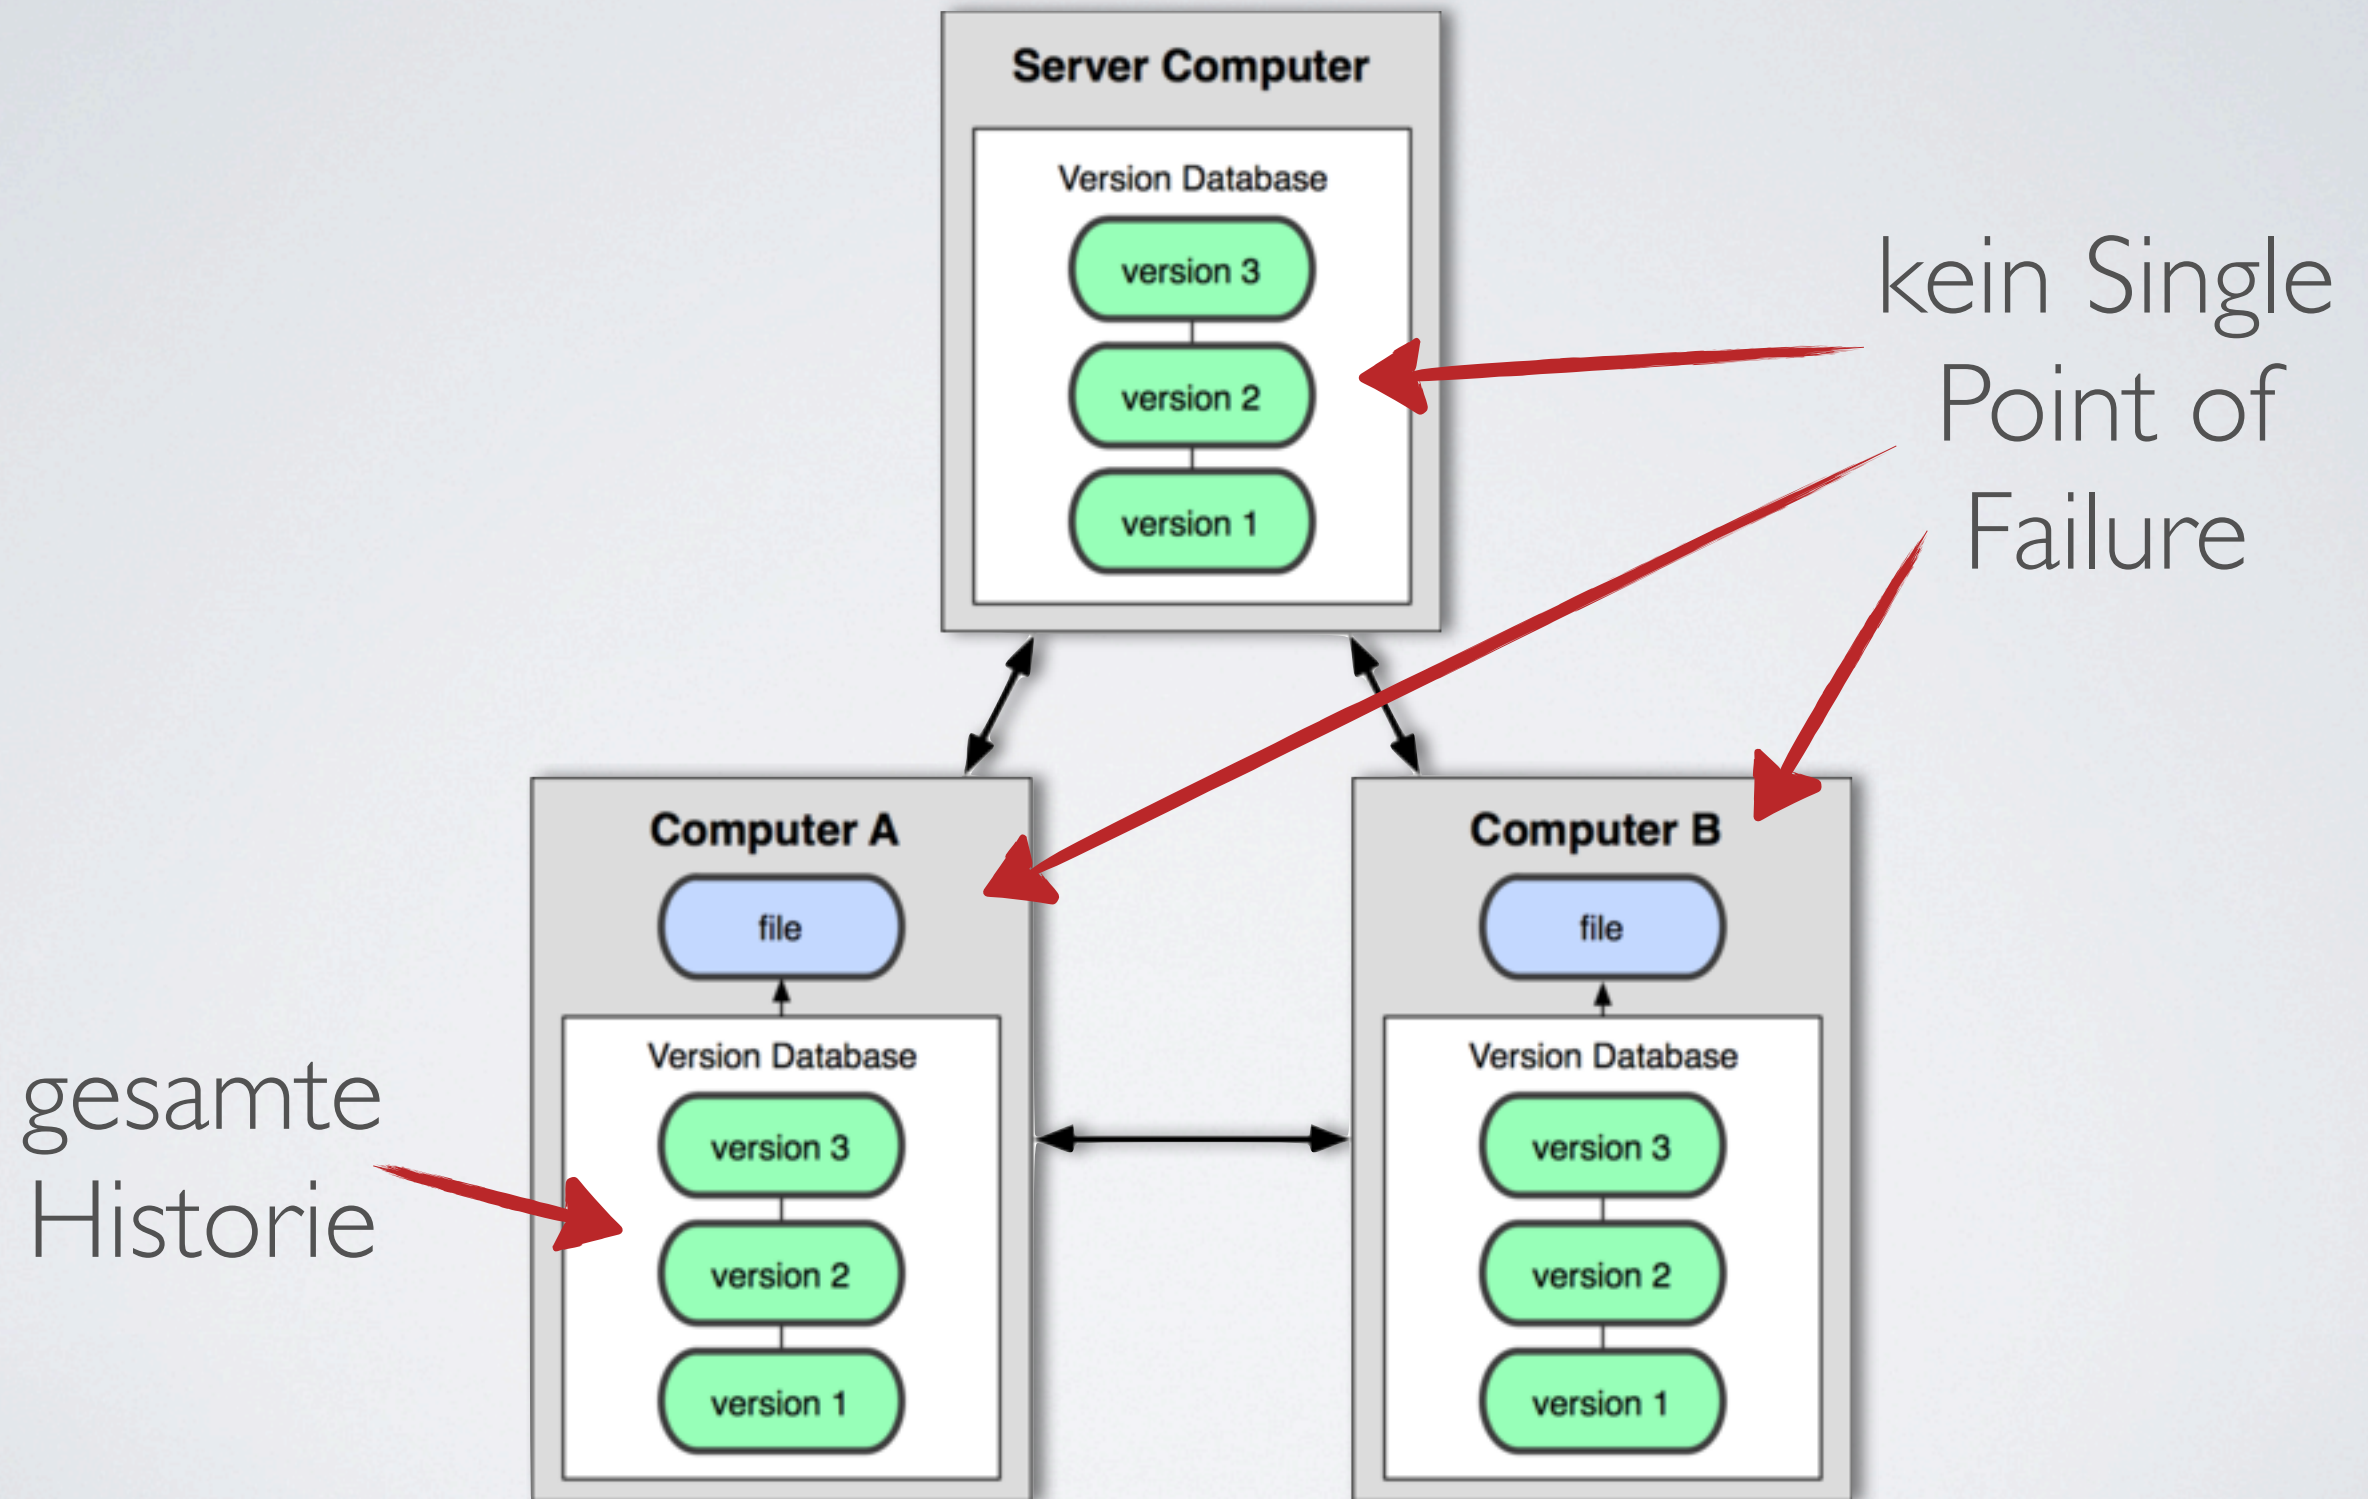 Server Computer
Version Database
version 3
version 2
version 1
kein Single
Point of
Failure
Computer A
file
Version Database
version 3
version 2
version 1
Computer B
file
Version Database
version 3
version 2
version 1
gesamte
Historie